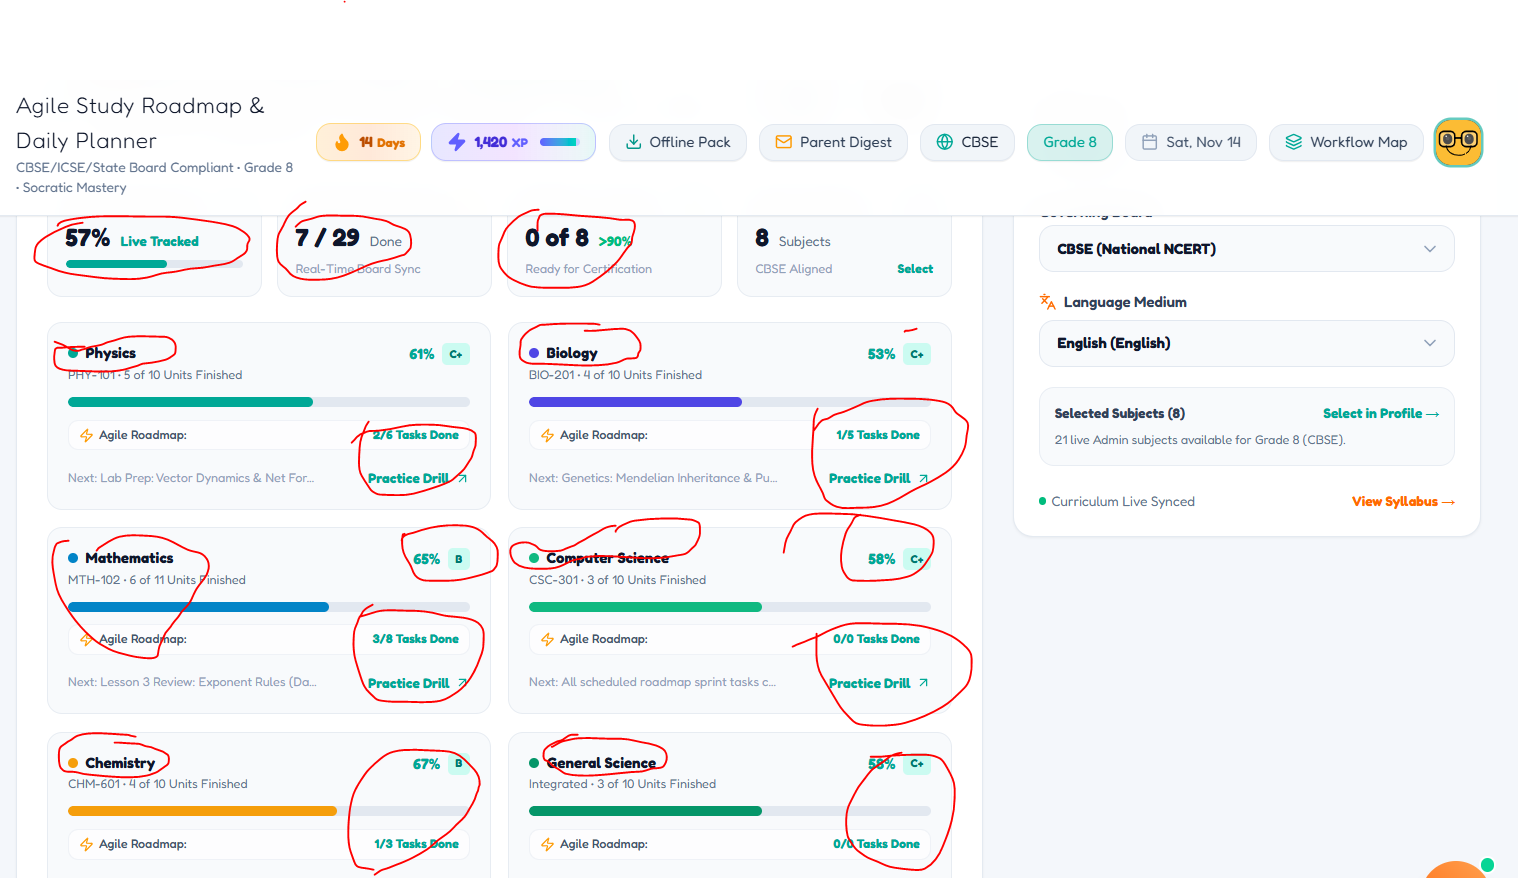 Agile Study Roadmap &
Daily Planner
CBSE/ICSE/State Board Compliant · Grade 8
· Socratic Mastery
14 Days
1,420 XP
Offline Pack
Parent Digest
CBSE
Grade 8
Sat, Nov 14
Workflow Map
57% Live Tracked
7 / 29 Done
Real-Time Board Sync
0 of 8 >90%
Ready for Certification
8 Subjects
CBSE Aligned Select
Physics 61% C+
PHY-101 · 5 of 10 Units Finished
Agile Roadmap: 2/6 Tasks Done
Next: Lab Prep: Vector Dynamics & Net For... Practice Drill ↗
Biology 53% C+
BIO-201 · 4 of 10 Units Finished
Agile Roadmap: 1/5 Tasks Done
Next: Genetics: Mendelian Inheritance & Pu... Practice Drill ↗
Mathematics 65% B
MTH-102 · 6 of 11 Units Finished
Agile Roadmap: 3/8 Tasks Done
Next: Lesson 3 Review: Exponent Rules (Da... Practice Drill ↗
Computer Science 58% C+
CSC-301 · 3 of 10 Units Finished
Agile Roadmap: 0/0 Tasks Done
Next: All scheduled roadmap sprint tasks c... Practice Drill ↗
Chemistry 67% B
CHM-601 · 4 of 10 Units Finished
Agile Roadmap: 1/3 Tasks Done
General Science 58% C+
Integrated · 3 of 10 Units Finished
Agile Roadmap: 0/0 Tasks Done
Governing Board
CBSE (National NCERT)
Language Medium
English (English)
Selected Subjects (8) Select in Profile →
21 live Admin subjects available for Grade 8 (CBSE).
Curriculum Live Synced View Syllabus →